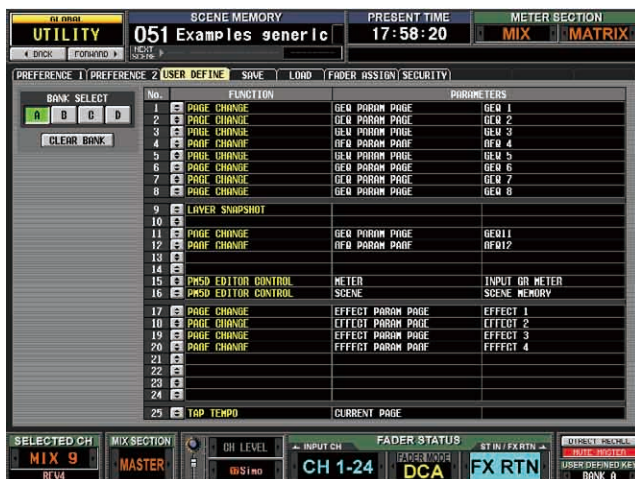 GLOBAL
UTILITY
BACK
FORWARD
SCENE MEMORY
051 Examples generic
NEXT SCENE
PRESENT TIME
17:58:20
METER SECTION
MIX
MATRIX
PREFERENCE 1 PREFERENCE 2 USER DEFINE SAVE LOAD FADER ASSIGN SECURITY
BANK SELECT
A B C D
CLEAR BANK
No. FUNCTION PARAMETERS
1 PAGE CHANGE GEQ PARAM PAGE GEQ 1
2 PAGE CHANGE GEQ PARAM PAGE GEQ 2
3 PAGE CHANGE GEQ PARAM PAGE GEQ 3
4 PAGE CHANGE GEQ PARAM PAGE GEQ 4
5 PAGE CHANGE GEQ PARAM PAGE GEQ 5
6 PAGE CHANGE GEQ PARAM PAGE GEQ 6
7 PAGE CHANGE GEQ PARAM PAGE GEQ 7
8 PAGE CHANGE GEQ PARAM PAGE GEQ 8
9 LAYER SNAPSHOT
10
11 PAGE CHANGE GEQ PARAM PAGE GEQ11
12 PAGE CHANGE GEQ PARAM PAGE GEQ12
13
14
15 PM5D EDITOR CONTROL METER INPUT GR METER
16 PM5D EDITOR CONTROL SCENE SCENE MEMORY
17 PAGE CHANGE EFFECT PARAM PAGE EFFECT 1
18 PAGE CHANGE EFFECT PARAM PAGE EFFECT 2
19 PAGE CHANGE EFFECT PARAM PAGE EFFECT 3
20 PAGE CHANGE EFFECT PARAM PAGE EFFECT 4
21
22
23
24
25 TAP TEMPO CURRENT PAGE
SELECTED CH
MIX 9
REV4
MIX SECTION
MASTER
CH LEVEL
FADER STATUS
INPUT CH
CH 1-24
FADER MODE
DCA
ST IN / FX RTN
FX RTN
DIRECT RECALL
MUTE MASTER
USER DEFINED KEY
BANK A